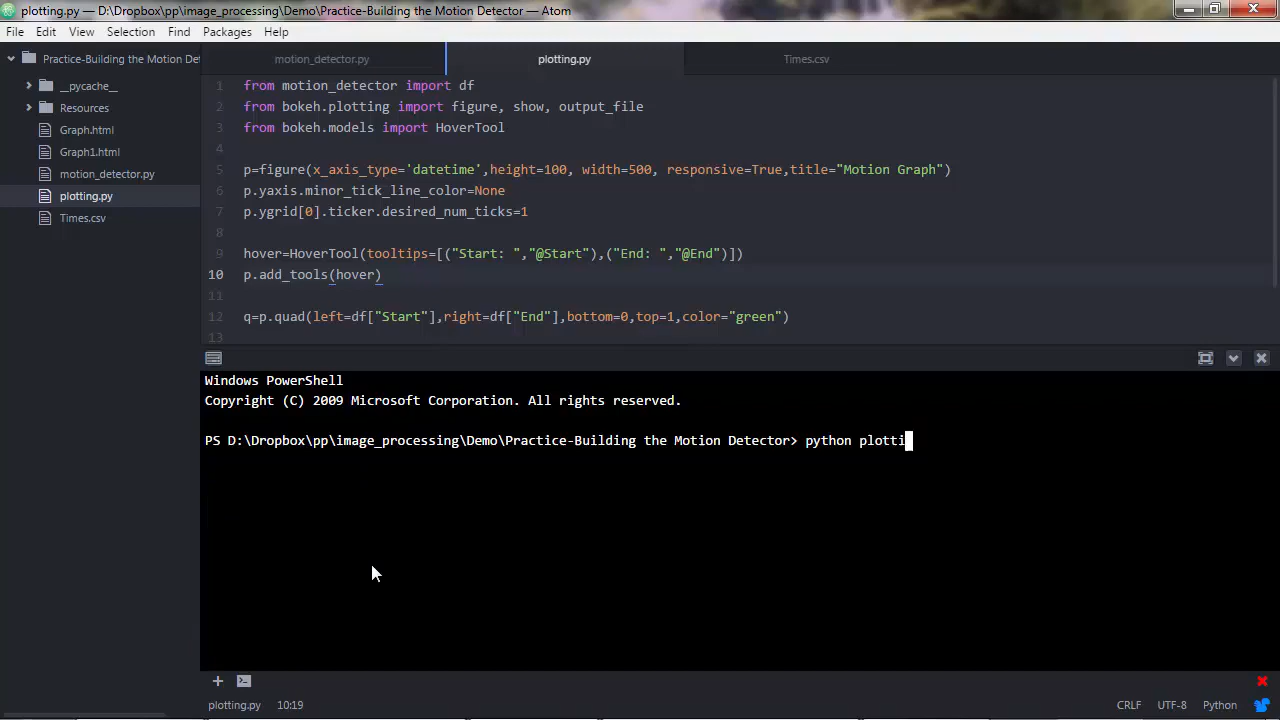 plotting.py — D:\Dropbox\pp\image_processing\Demo\Practice-Building the Motion Detector — Atom
File Edit View Selection Find Packages Help
Practice-Building the Motion Det
__pycache__
Resources
Graph.html
Graph1.html
motion_detector.py
plotting.py
Times.csv
motion_detector.py plotting.py Times.csv
1 from motion_detector import df
2 from bokeh.plotting import figure, show, output_file
3 from bokeh.models import HoverTool
4
5 p=figure(x_axis_type='datetime',height=100, width=500, responsive=True,title="Motion Graph")
6 p.yaxis.minor_tick_line_color=None
7 p.ygrid[0].ticker.desired_num_ticks=1
8
9 hover=HoverTool(tooltips=[("Start: ","@Start"),("End: ","@End")])
10 p.add_tools(hover)
11
12 q=p.quad(left=df["Start"],right=df["End"],bottom=0,top=1,color="green")
13
Windows PowerShell
Copyright (C) 2009 Microsoft Corporation. All rights reserved.
PS D:\Dropbox\pp\image_processing\Demo\Practice-Building the Motion Detector> python plotti
plotting.py 10:19 CRLF UTF-8 Python